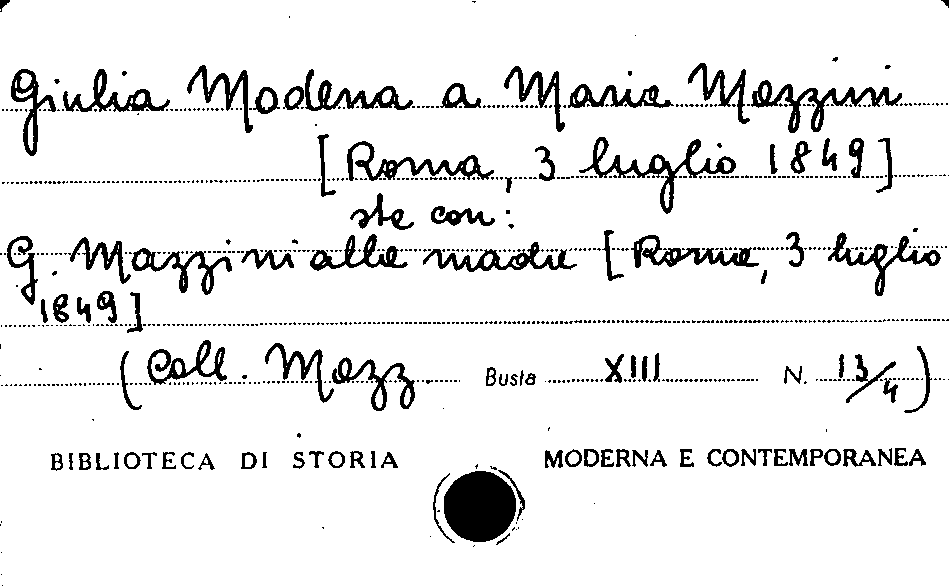 Giulia Modena a Maria Mazzini
[Roma, 3 luglio 1849]
sta con:
G. Mazzini alla madre [Roma, 3 luglio
1849]
(Coll. Mazz. Busta XIII N. 13/4)
BIBLIOTECA DI STORIA MODERNA E CONTEMPORANEA